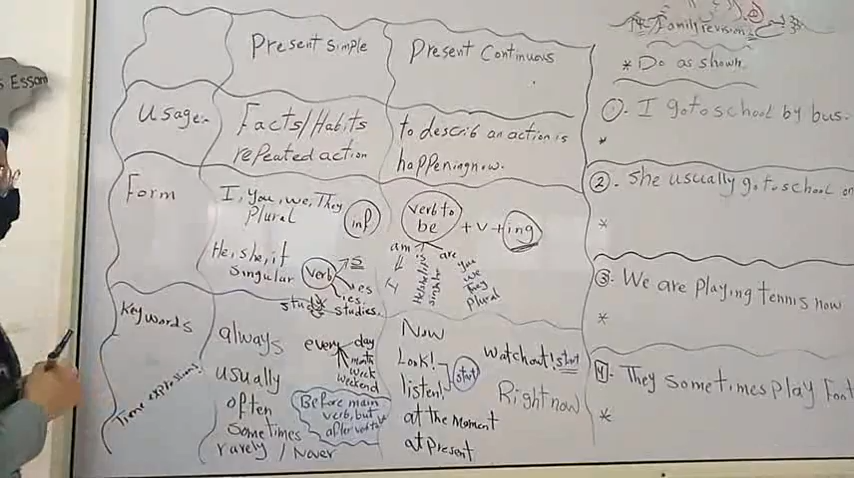 s Essam
Present Simple
Present Continuous
Usage:-
Facts/Habits
repeated action
to describ an action is
happening now.
Form
I, you, we, They
Plural
inf
He, she, it
singular
verb
s
es
ies
study
studies.
verb to
be
+ v + ing
am
is
are
I
He she it
singular
you
we
They
plural
Key words
Time expressions:
always
usually
often
sometimes
rarely / Never
every day
month
week
weekend
Before main
verb, but
after verb to be
Now
Look!
listen!
start
at the moment
at present
watch out! start
Right now
Family revision
* Do as shown
1. I go to school by bus.
*
2. She usually go to school on
*
3. We are playing tennis now
*
4. They sometimes play foot
*